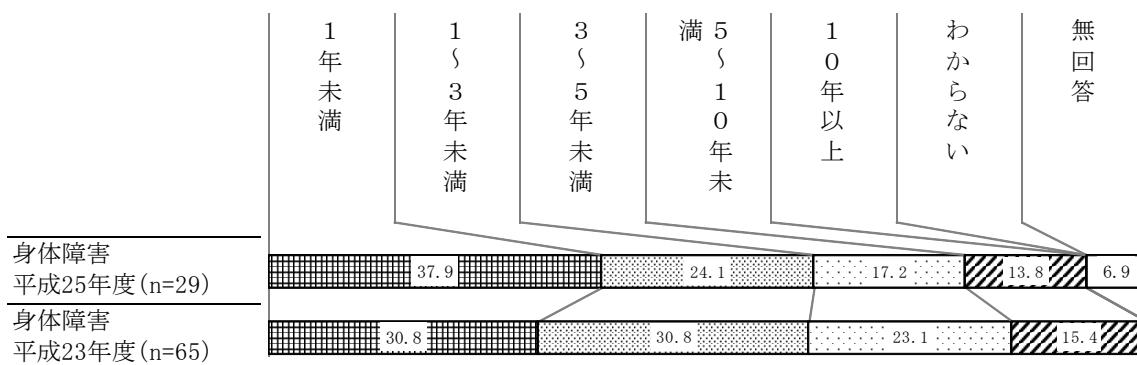 １年未満
１～３年未満
３～５年未満
５～１０年未
満
１０年以上
わからない
無回答
身体障害
平成25年度(n=29)
37.9
24.1
17.2
13.8
6.9
身体障害
平成23年度(n=65)
30.8
30.8
23.1
15.4